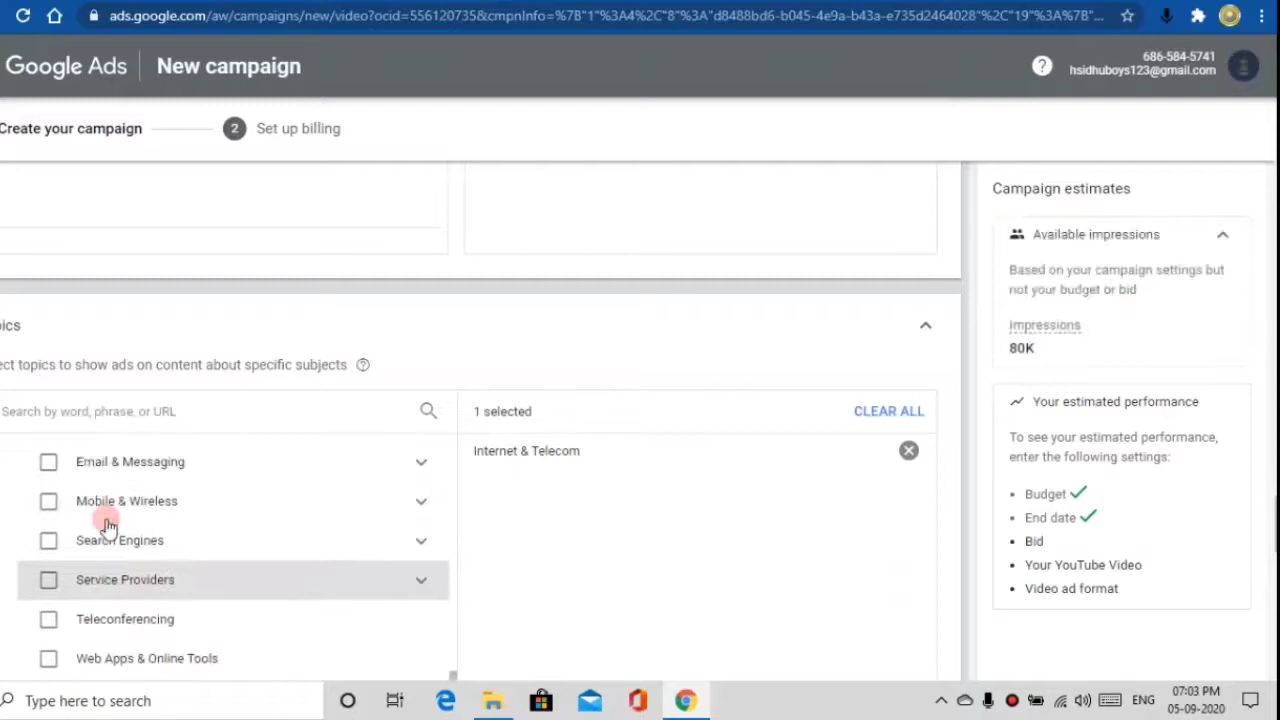 ads.google.com/aw/campaigns/new/video?ocid=556120735&cmpnInfo=%7B"1"%3A4%2C"8"%3A"d8488bd6-b045-4e9a-b43a-e735d2464028"%2C"19"%3A%7B"...
Google Ads
New campaign
686-584-5741
hsidhuboys123@gmail.com
Create your campaign
2
Set up billing
Campaign estimates
Available impressions
Based on your campaign settings but
not your budget or bid
Impressions
80K
pics
ect topics to show ads on content about specific subjects
Search by word, phrase, or URL
1 selected
CLEAR ALL
Email & Messaging
Mobile & Wireless
Search Engines
Service Providers
Teleconferencing
Web Apps & Online Tools
Internet & Telecom
Your estimated performance
To see your estimated performance,
enter the following settings:
• Budget
• End date
• Bid
• Your YouTube Video
• Video ad format
Type here to search
ENG
07:03 PM
05-09-2020